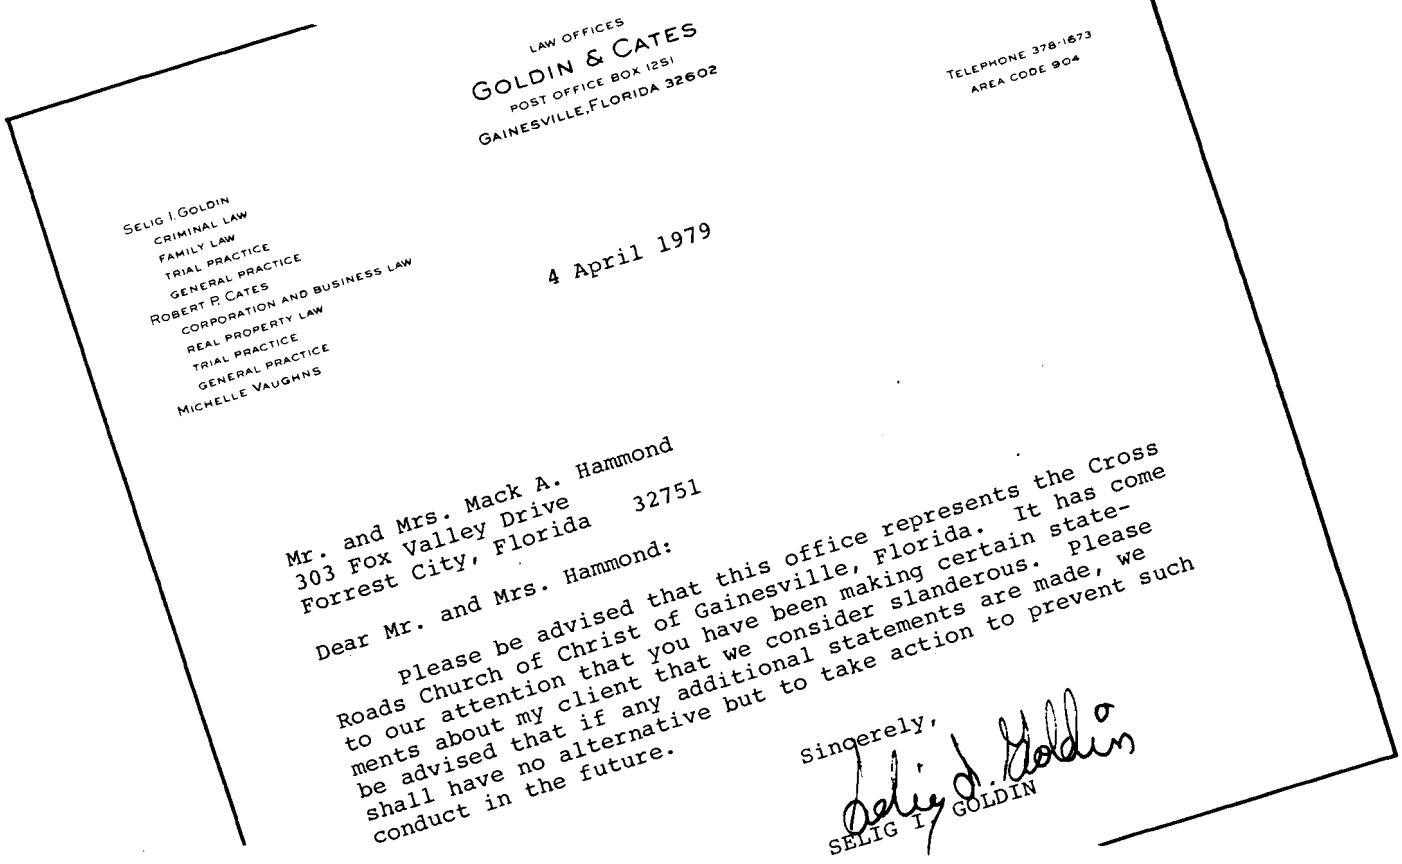 LAW OFFICES
GOLDIN & CATES
POST OFFICE BOX 1251
GAINESVILLE, FLORIDA 32602
TELEPHONE 378-1673
AREA CODE 904
SELIG I. GOLDIN
CRIMINAL LAW
FAMILY LAW
TRIAL PRACTICE
GENERAL PRACTICE
ROBERT P. CATES
CORPORATION AND BUSINESS LAW
REAL PROPERTY LAW
TRIAL PRACTICE
GENERAL PRACTICE
MICHELLE VAUGHNS
4 April 1979
Mr. and Mrs. Mack A. Hammond
303 Fox Valley Drive
Forrest City, Florida 32751
Dear Mr. and Mrs. Hammond:
Please be advised that this office represents the Cross
Roads Church of Christ of Gainesville, Florida. It has come
to our attention that you have been making certain state-
ments about my client that we consider slanderous. Please
be advised that if any additional statements are made, we
shall have no alternative but to take action to prevent such
conduct in the future.
Sincerely,
Selig I. Goldin
SELIG I. GOLDIN